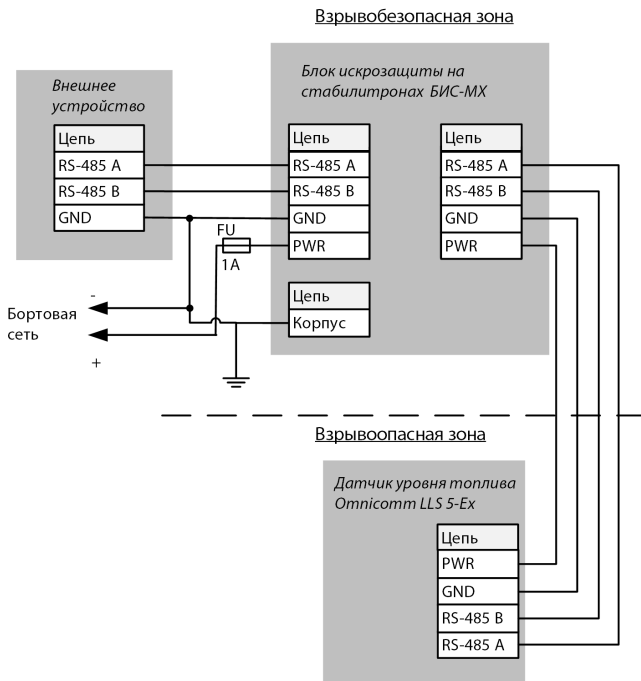 Взрывобезопасная зона
Внешнее
устройство
Цепь
RS-485 A
RS-485 B
GND
Блок искрозащиты на
стабилитронах БИС-МХ
Цепь
RS-485 A
RS-485 B
GND
PWR
Цепь
RS-485 A
RS-485 B
GND
PWR
FU
1A
Цепь
Корпус
-
Бортовая
сеть
+
Взрывоопасная зона
Датчик уровня топлива
Omnicomm LLS 5-Ex
Цепь
PWR
GND
RS-485 B
RS-485 A